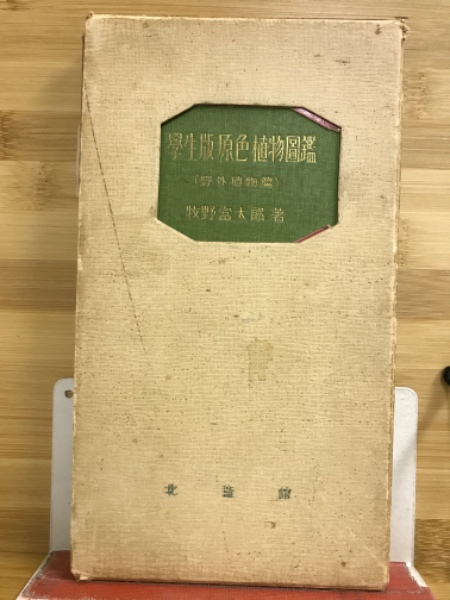 學生版 原色植物圖鑑
(野外植物篇)
牧野富太郎 著
北隆館